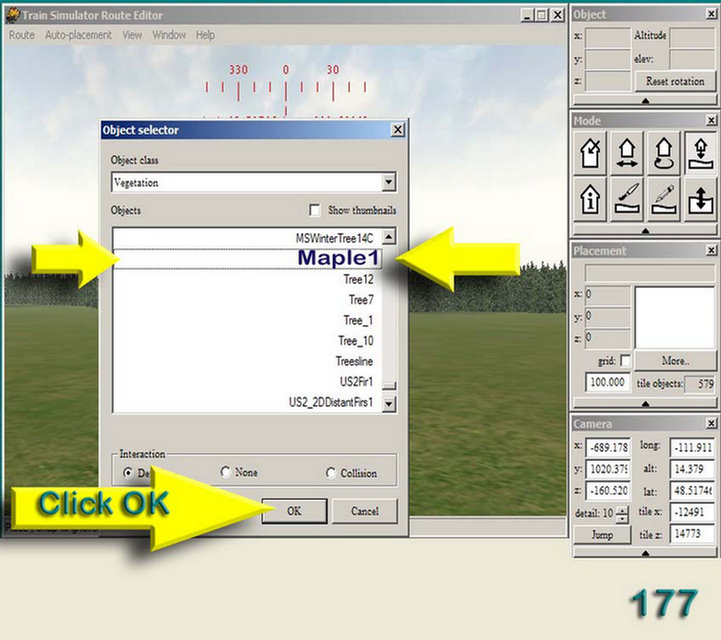 Train Simulator Route Editor
Route Auto-placement View Window Help
330 0 30
Object selector
Object class
Vegetation
Objects Show thumbnails
MSWinterTree14C
Maple1
Tree12
Tree7
Tree_1
Tree_10
Treesline
US2Fir1
US2_2DDistantFirs1
Interaction
None Collision
Click OK
OK Cancel
Object
x: Altitude
y: elev:
z: Reset rotation
Mode
Placement
x: 0
y: 0
z: 0
grid: More..
100.000 tile objects: 579
Camera
x: -689.178 long: -111.911
y: 1020.375 alt: 14.379
z: -160.520 lat: 48.51746
detail: 10 tile x: -12491
Jump tile z: 14773
177